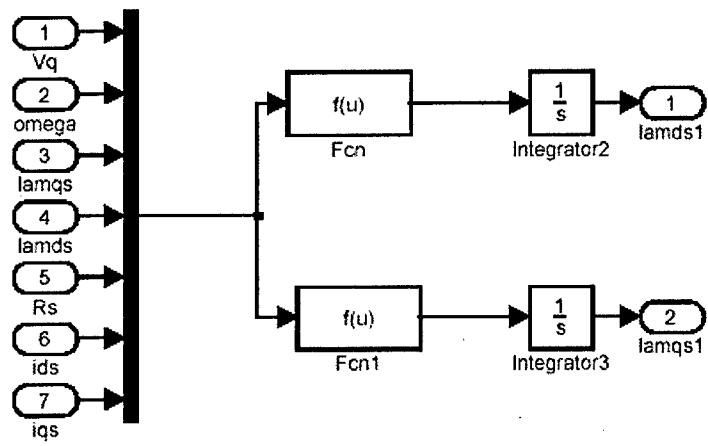 1
Vq
2
omega
3
lamqs
4
lamds
5
Rs
6
ids
7
iqs
f(u)
Fcn
1
s
Integrator2
1
lamds1
f(u)
Fcn1
1
s
Integrator3
2
lamqs1